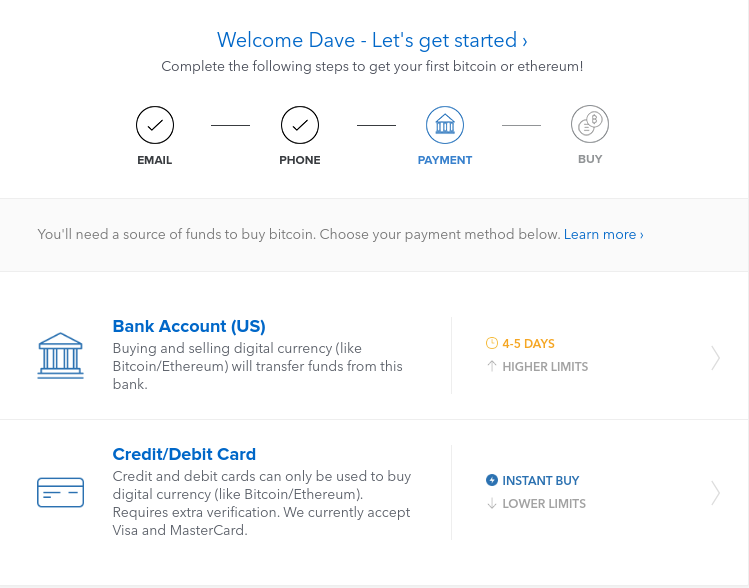 Welcome Dave - Let's get started ›
Complete the following steps to get your first bitcoin or ethereum!
EMAIL
PHONE
PAYMENT
BUY
You'll need a source of funds to buy bitcoin. Choose your payment method below. Learn more ›
Bank Account (US)
Buying and selling digital currency (like
Bitcoin/Ethereum) will transfer funds from this
bank.
4-5 DAYS
HIGHER LIMITS
Credit/Debit Card
Credit and debit cards can only be used to buy
digital currency (like Bitcoin/Ethereum).
Requires extra verification. We currently accept
Visa and MasterCard.
INSTANT BUY
LOWER LIMITS